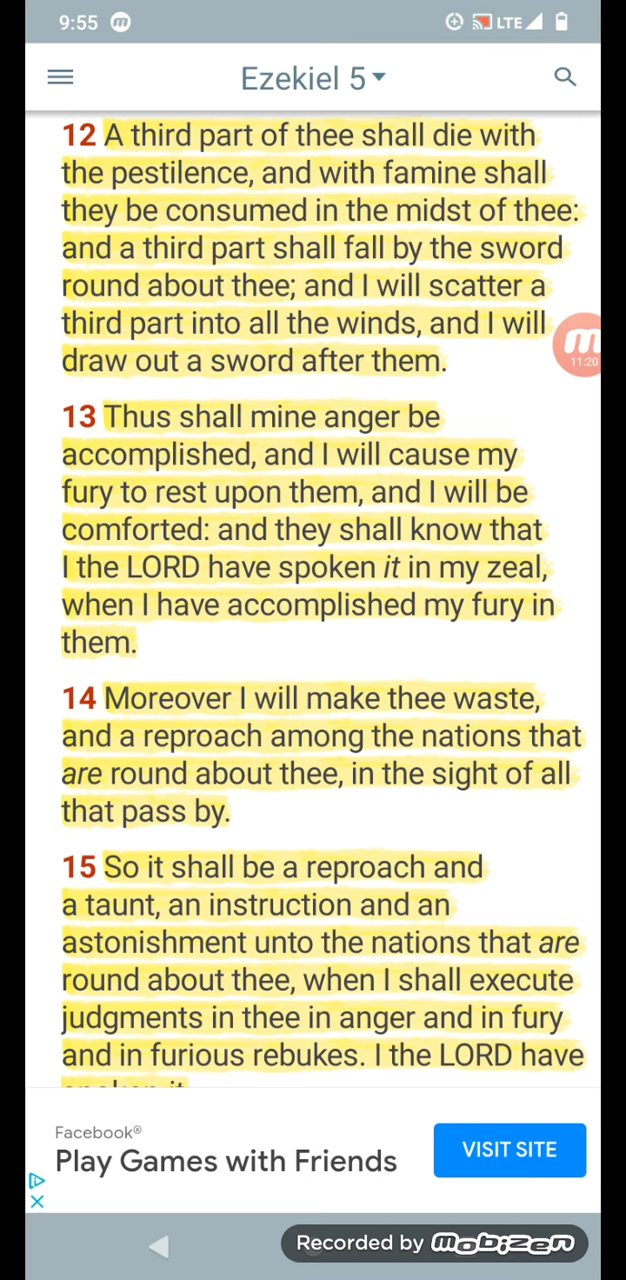 9:55
LTE
Ezekiel 5
12 A third part of thee shall die with
the pestilence, and with famine shall
they be consumed in the midst of thee:
and a third part shall fall by the sword
round about thee; and I will scatter a
third part into all the winds, and I will
draw out a sword after them.
11:20
13 Thus shall mine anger be
accomplished, and I will cause my
fury to rest upon them, and I will be
comforted: and they shall know that
I the LORD have spoken it in my zeal,
when I have accomplished my fury in
them.
14 Moreover I will make thee waste,
and a reproach among the nations that
are round about thee, in the sight of all
that pass by.
15 So it shall be a reproach and
a taunt, an instruction and an
astonishment unto the nations that are
round about thee, when I shall execute
judgments in thee in anger and in fury
and in furious rebukes. I the LORD have
spoken it.
Facebook®
Play Games with Friends
VISIT SITE
Recorded by mobizen